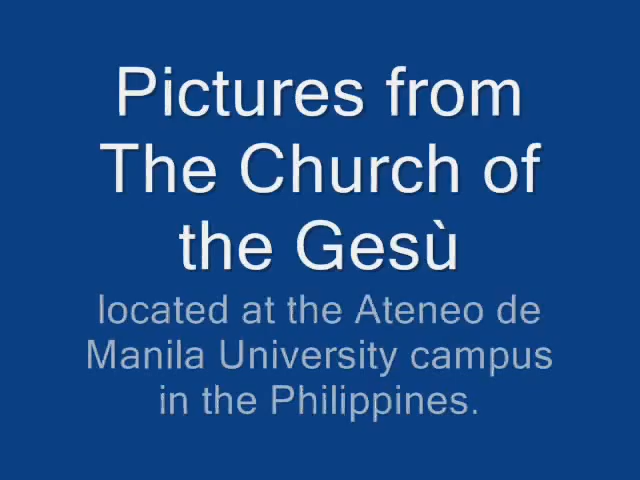 Pictures from
The Church of
the Gesù
located at the Ateneo de
Manila University campus
in the Philippines.